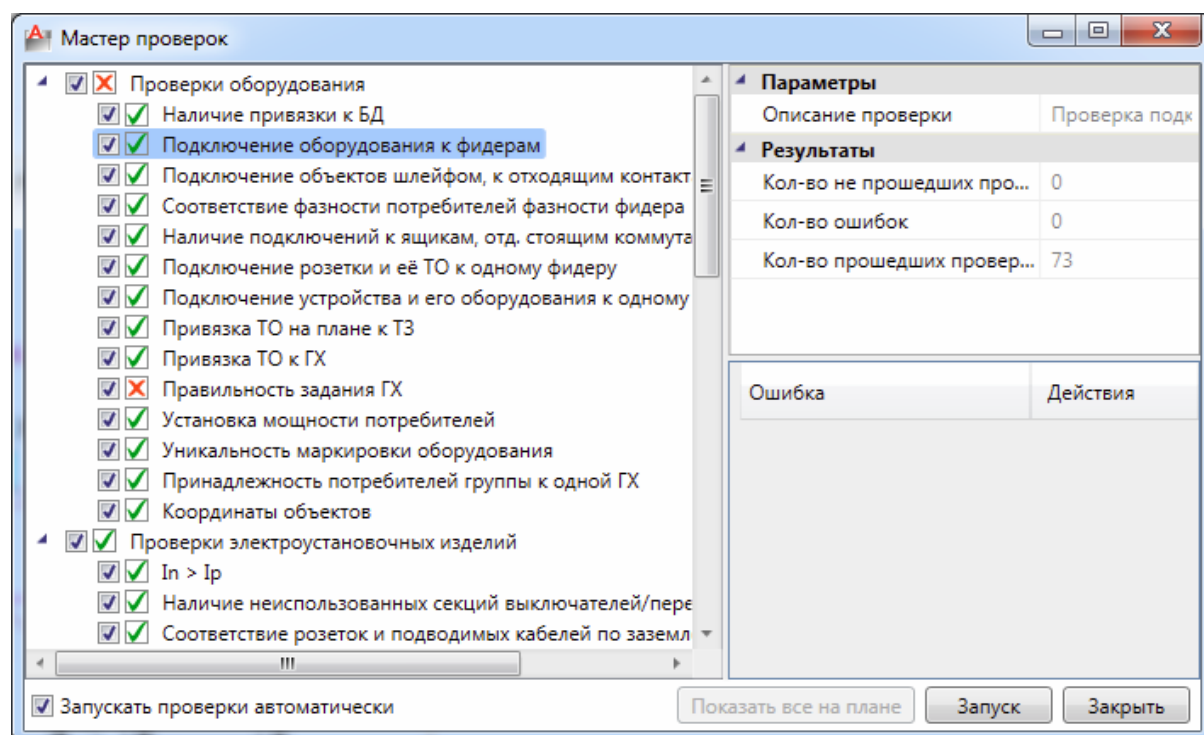 Мастер проверок
Проверки оборудования
Наличие привязки к БД
Подключение оборудования к фидерам
Подключение объектов шлейфом, к отходящим контакт
Соответствие фазности потребителей фазности фидера
Наличие подключений к ящикам, отд. стоящим коммута
Подключение розетки и её ТО к одному фидеру
Подключение устройства и его оборудования к одному
Привязка ТО на плане к ТЗ
Привязка ТО к ГХ
Правильность задания ГХ
Установка мощности потребителей
Уникальность маркировки оборудования
Принадлежность потребителей группы к одной ГХ
Координаты объектов
Проверки электроустановочных изделий
In > Ip
Наличие неиспользованных секций выключателей/пере
Соответствие розеток и подводимых кабелей по заземл
Запускать проверки автоматически
Параметры
Описание проверки Проверка подк
Результаты
Кол-во не прошедших про... 0
Кол-во ошибок 0
Кол-во прошедших провер... 73
Ошибка Действия
Показать все на плане Запуск Закрыть